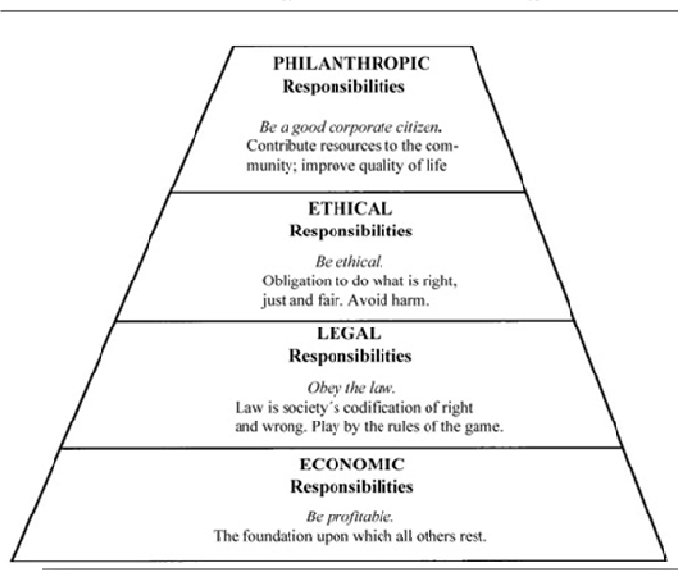 PHILANTHROPIC
Responsibilities
Be a good corporate citizen.
Contribute resources to the com-
munity; improve quality of life
ETHICAL
Responsibilities
Be ethical.
Obligation to do what is right,
just and fair. Avoid harm.
LEGAL
Responsibilities
Obey the law.
Law is society´s codification of right
and wrong. Play by the rules of the game.
ECONOMIC
Responsibilities
Be profitable.
The foundation upon which all others rest.